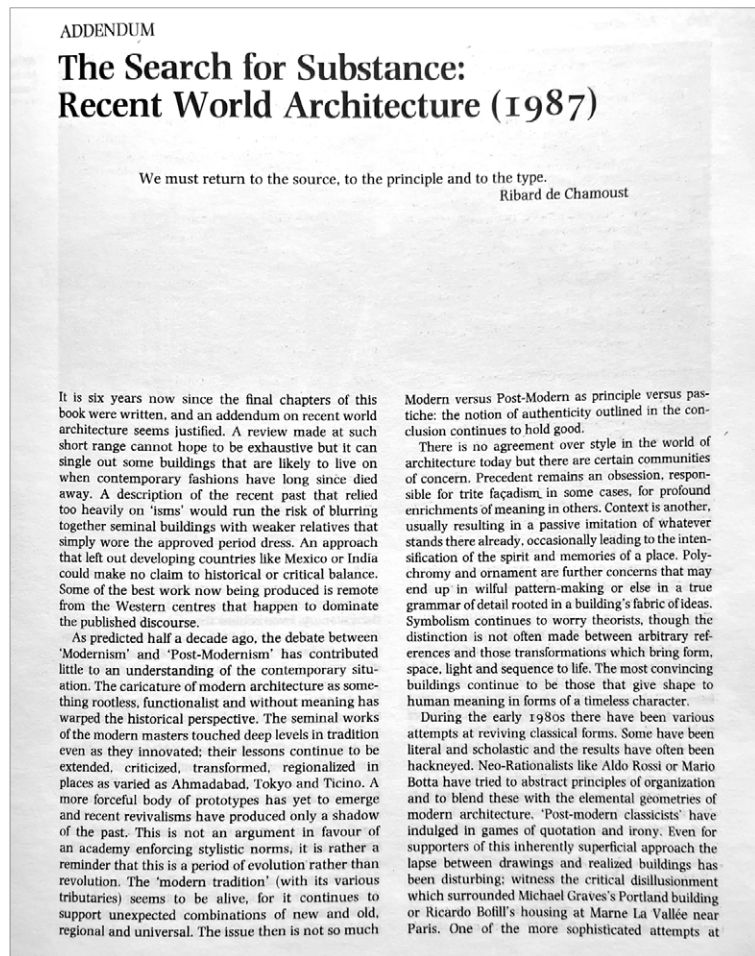 ADDENDUM
The Search for Substance:
Recent World Architecture (1987)
We must return to the source, to the principle and to the type.
Ribard de Chamoust
It is six years now since the final chapters of this
book were written, and an addendum on recent world
architecture seems justified. A review made at such
short range cannot hope to be exhaustive but it can
single out some buildings that are likely to live on
when contemporary fashions have long since died
away. A description of the recent past that relied
too heavily on 'isms' would run the risk of blurring
together seminal buildings with weaker relatives that
simply wore the approved period dress. An approach
that left out developing countries like Mexico or India
could make no claim to historical or critical balance.
Some of the best work now being produced is remote
from the Western centres that happen to dominate
the published discourse.
As predicted half a decade ago, the debate between
'Modernism' and 'Post-Modernism' has contributed
little to an understanding of the contemporary situ-
ation. The caricature of modern architecture as some-
thing rootless, functionalist and without meaning has
warped the historical perspective. The seminal works
of the modern masters touched deep levels in tradition
even as they innovated; their lessons continue to be
extended, criticized, transformed, regionalized in
places as varied as Ahmadabad, Tokyo and Ticino. A
more forceful body of prototypes has yet to emerge
and recent revivalisms have produced only a shadow
of the past. This is not an argument in favour of
an academy enforcing stylistic norms, it is rather a
reminder that this is a period of evolution rather than
revolution. The 'modern tradition' (with its various
tributaries) seems to be alive, for it continues to
support unexpected combinations of new and old,
regional and universal. The issue then is not so much
Modern versus Post-Modern as principle versus pas-
tiche: the notion of authenticity outlined in the con-
clusion continues to hold good.
There is no agreement over style in the world of
architecture today but there are certain communities
of concern. Precedent remains an obsession, respon-
sible for trite façadism in some cases, for profound
enrichments of meaning in others. Context is another,
usually resulting in a passive imitation of whatever
stands there already, occasionally leading to the inten-
sification of the spirit and memories of a place. Poly-
chromy and ornament are further concerns that may
end up in wilful pattern-making or else in a true
grammar of detail rooted in a building's fabric of ideas.
Symbolism continues to worry theorists, though the
distinction is not often made between arbitrary ref-
erences and those transformations which bring form,
space, light and sequence to life. The most convincing
buildings continue to be those that give shape to
human meaning in forms of a timeless character.
During the early 1980s there have been various
attempts at reviving classical forms. Some have been
literal and scholastic and the results have often been
hackneyed. Neo-Rationalists like Aldo Rossi or Mario
Botta have tried to abstract principles of organization
and to blend these with the elemental geometries of
modern architecture. 'Post-modern classicists' have
indulged in games of quotation and irony. Even for
supporters of this inherently superficial approach the
lapse between drawings and realized buildings has
been disturbing; witness the critical disillusionment
which surrounded Michael Graves's Portland building
or Ricardo Bofill's housing at Marne La Vallée near
Paris. One of the more sophisticated attempts at